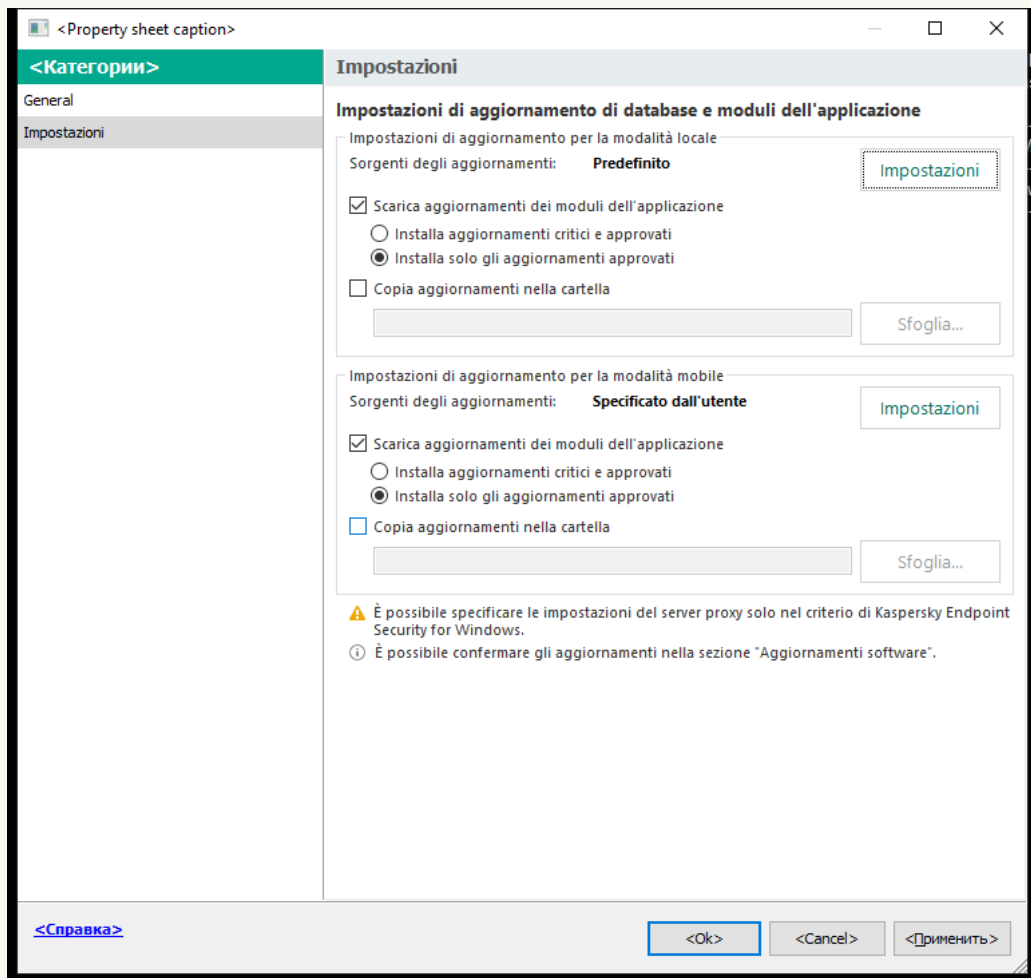 <Property sheet caption>
<Категории>
General
Impostazioni
Impostazioni
Impostazioni di aggiornamento di database e moduli dell'applicazione
Impostazioni di aggiornamento per la modalità locale
Sorgenti degli aggiornamenti: Predefinito
Impostazioni
Scarica aggiornamenti dei moduli dell'applicazione
Installa aggiornamenti critici e approvati
Installa solo gli aggiornamenti approvati
Copia aggiornamenti nella cartella
Sfoglia...
Impostazioni di aggiornamento per la modalità mobile
Sorgenti degli aggiornamenti: Specificato dall'utente
Impostazioni
Scarica aggiornamenti dei moduli dell'applicazione
Installa aggiornamenti critici e approvati
Installa solo gli aggiornamenti approvati
Copia aggiornamenti nella cartella
Sfoglia...
È possibile specificare le impostazioni del server proxy solo nel criterio di Kaspersky Endpoint
Security for Windows.
È possibile confermare gli aggiornamenti nella sezione "Aggiornamenti software".
<Справка>
<Ok>
<Cancel>
<Применить>